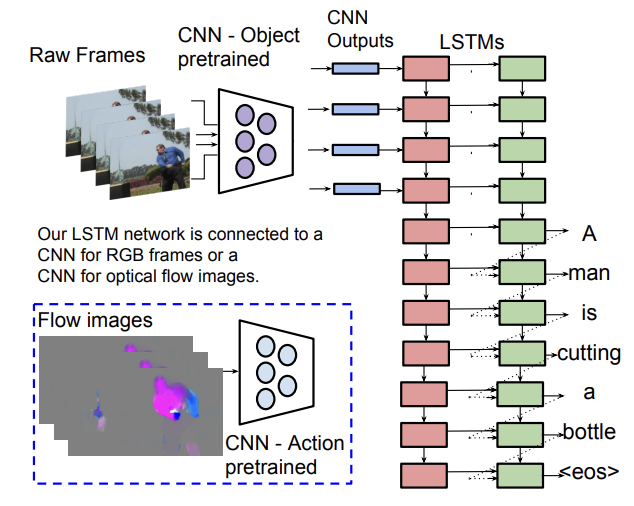 Raw Frames
CNN - Object
pretrained
CNN
Outputs
LSTMs
Our LSTM network is connected to a
CNN for RGB frames or a
CNN for optical flow images.
Flow images
CNN - Action
pretrained
A
man
is
cutting
a
bottle
<eos>